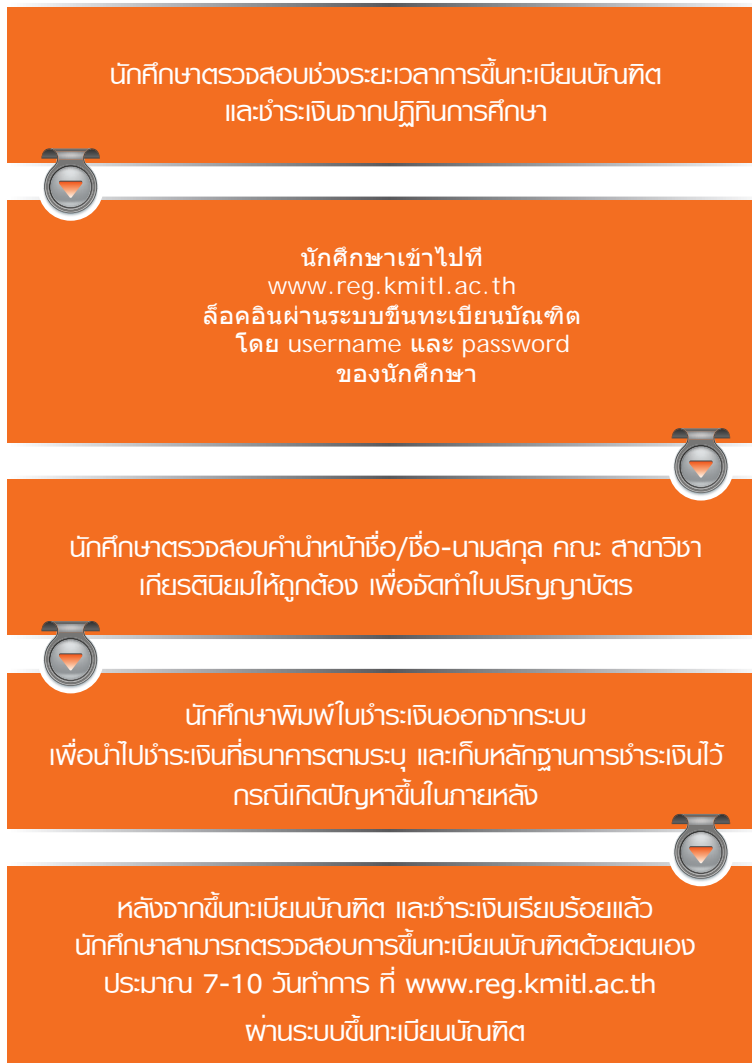 นักศึกษาตรวจสอบช่วงระยะเวลาการขึ้นทะเบียนบัณฑิต
และชำระเงินจากปฏิทินการศึกษา
นักศึกษาเข้าไปที
www.reg.kmitl.ac.th
ล็อคอินผ่านระบบขึนทะเบียนบัณฑิต
โดย username และ password
ของนักศึกษา
นักศึกษาตรวจสอบคำนำหน้าชื่อ/ชื่อ-นามสกุล คณะ สาขาวิชา
เกียรตินิยมให้ถูกต้อง เพื่อจัดทำใบปริญญาบัตร
นักศึกษาพิมพ์ใบชำระเงินออกจากระบบ
เพื่อนำไปชำระเงินที่ธนาคารตามระบุ และเก็บหลักฐานการชำระเงินไว้
กรณีเกิดปัญหาขึ้นในภายหลัง
หลังจากขึ้นทะเบียนบัณฑิต และชำระเงินเรียบร้อยแล้ว
นักศึกษาสามารถตรวจสอบการขึ้นทะเบียนบัณฑิตด้วยตนเอง
ประมาณ 7-10 วันทำการ ที่ www.reg.kmitl.ac.th
ผ่านระบบขึ้นทะเบียนบัณฑิต